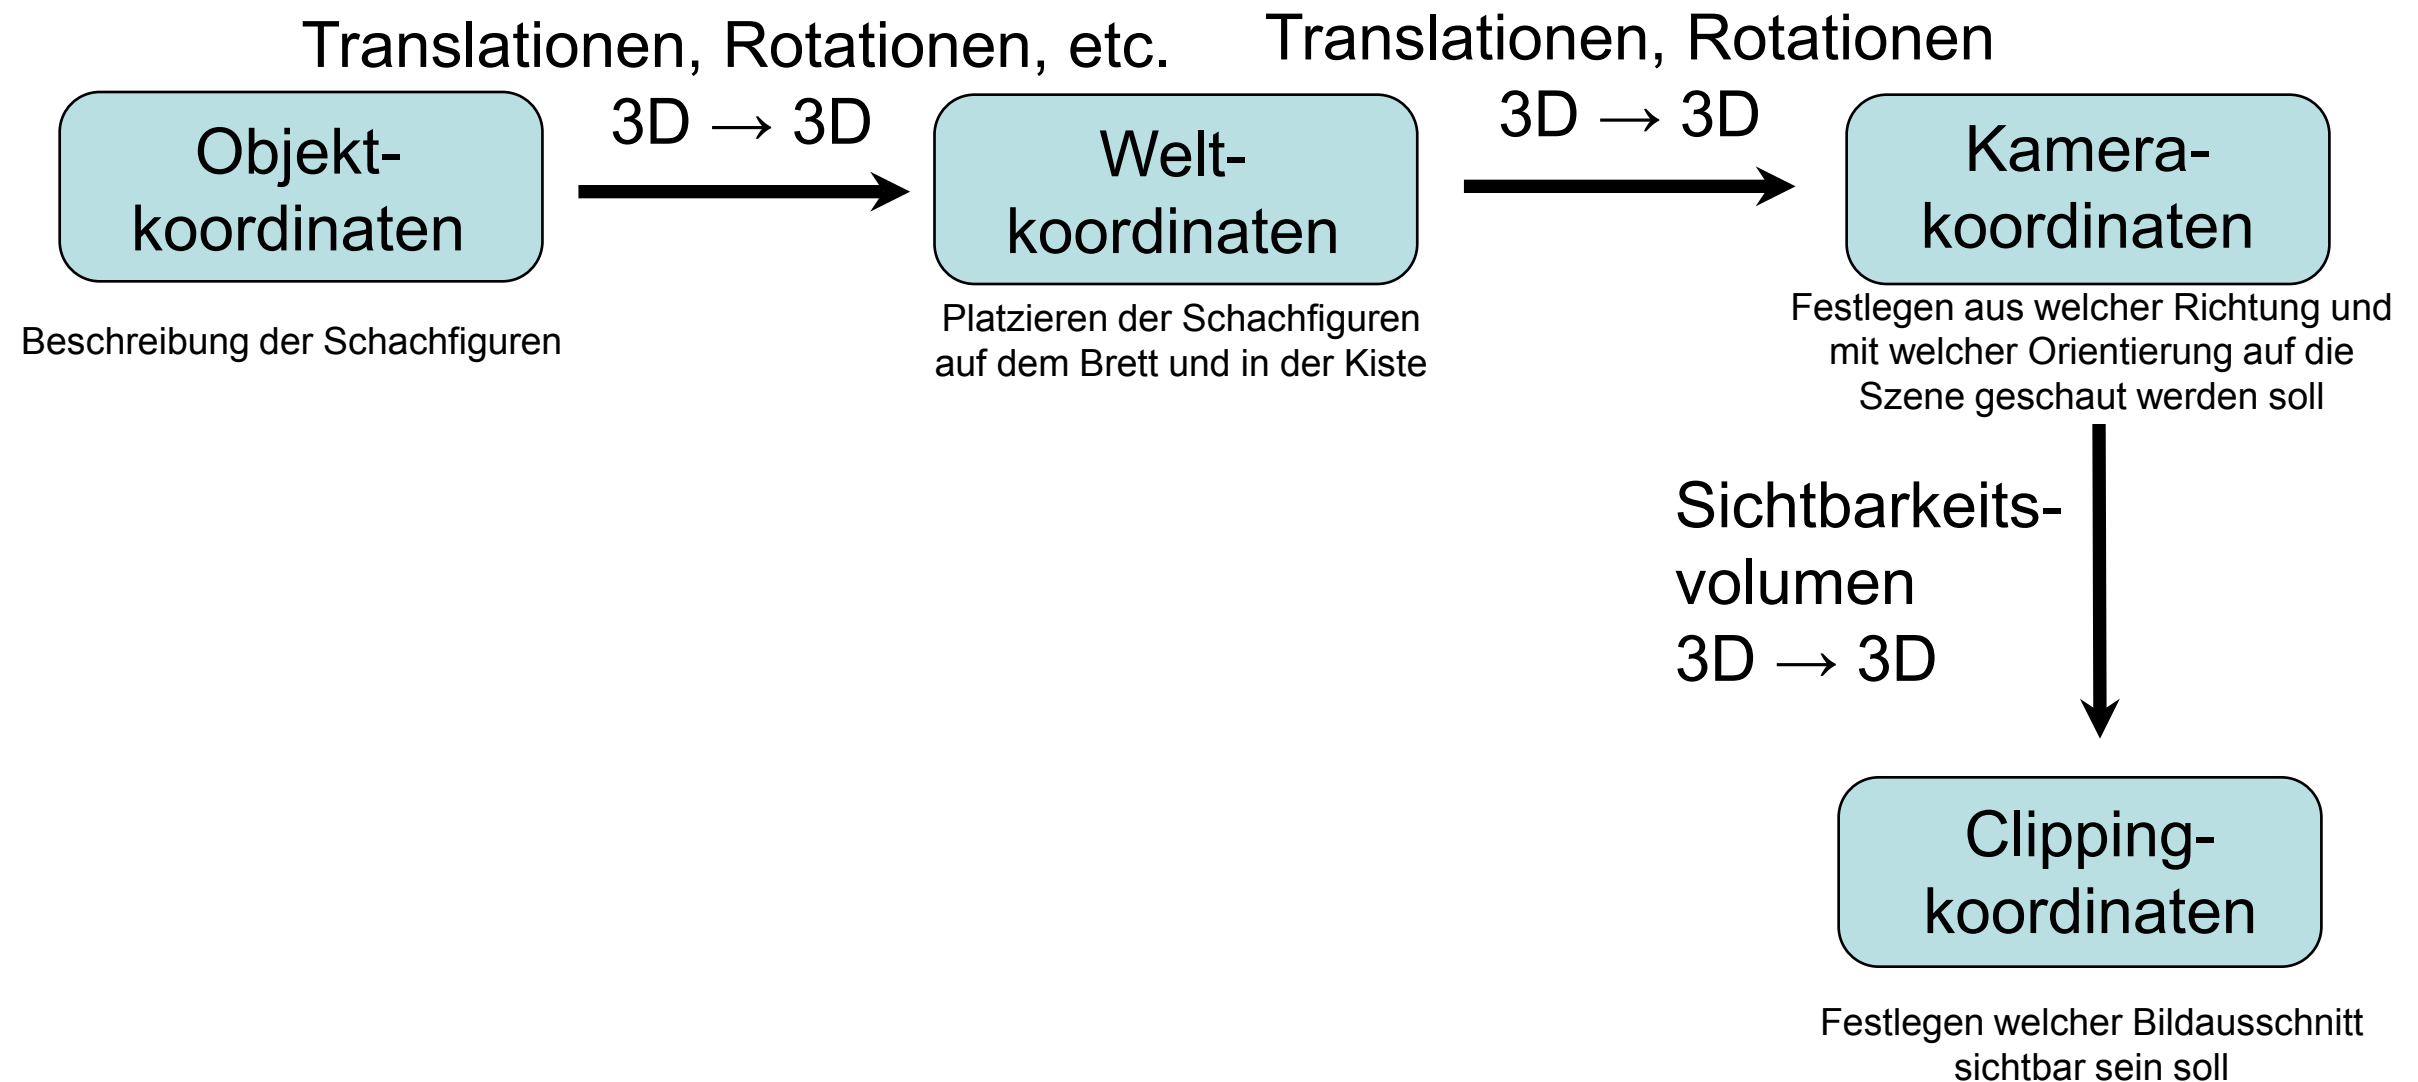 Translationen, Rotationen, etc.
3D → 3D
Translationen, Rotationen
3D → 3D
Objekt-
koordinaten
Beschreibung der Schachfiguren
Welt-
koordinaten
Platzieren der Schachfiguren
auf dem Brett und in der Kiste
Kamera-
koordinaten
Festlegen aus welcher Richtung und
mit welcher Orientierung auf die
Szene geschaut werden soll
Sichtbarkeits-
volumen
3D → 3D
Clipping-
koordinaten
Festlegen welcher Bildausschnitt
sichtbar sein soll